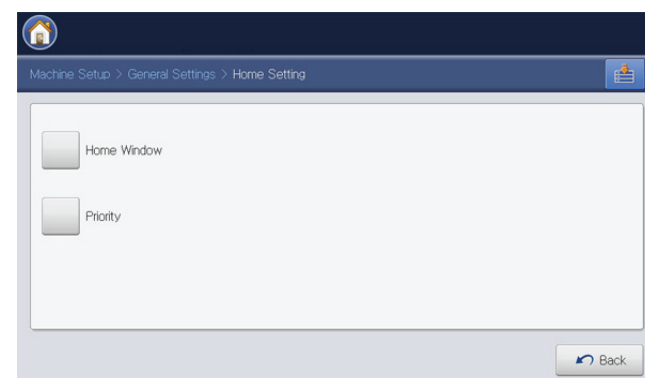 Machine Setup > General Settings > Home Setting
Home Window
Priority
Back